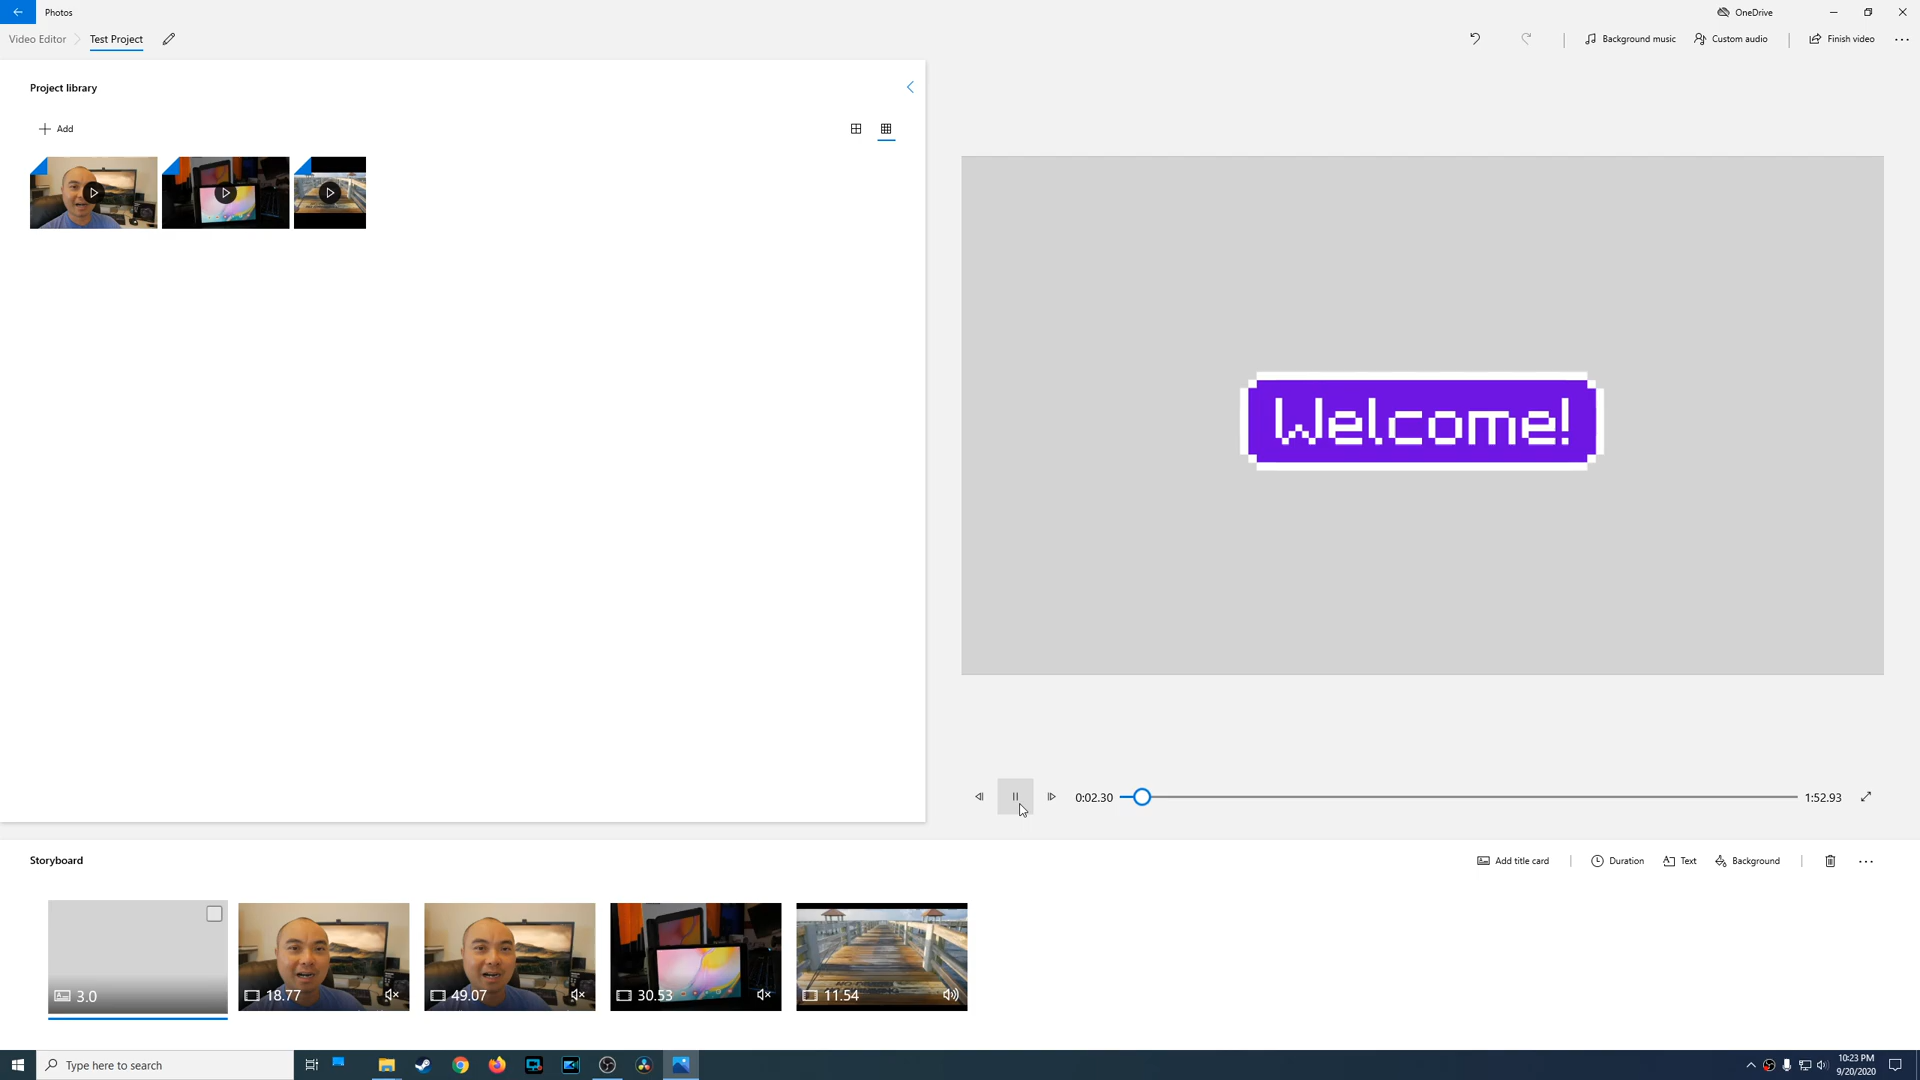 Photos
OneDrive
Video Editor
Test Project
Background music
Custom audio
Finish video
Project library
Add
Welcome!
0:02.30
1:52.93
Storyboard
Add title card
Duration
Text
Background
3.0
18.77
49.07
30.53
11.54
Type here to search
10:23 PM
9/20/2020